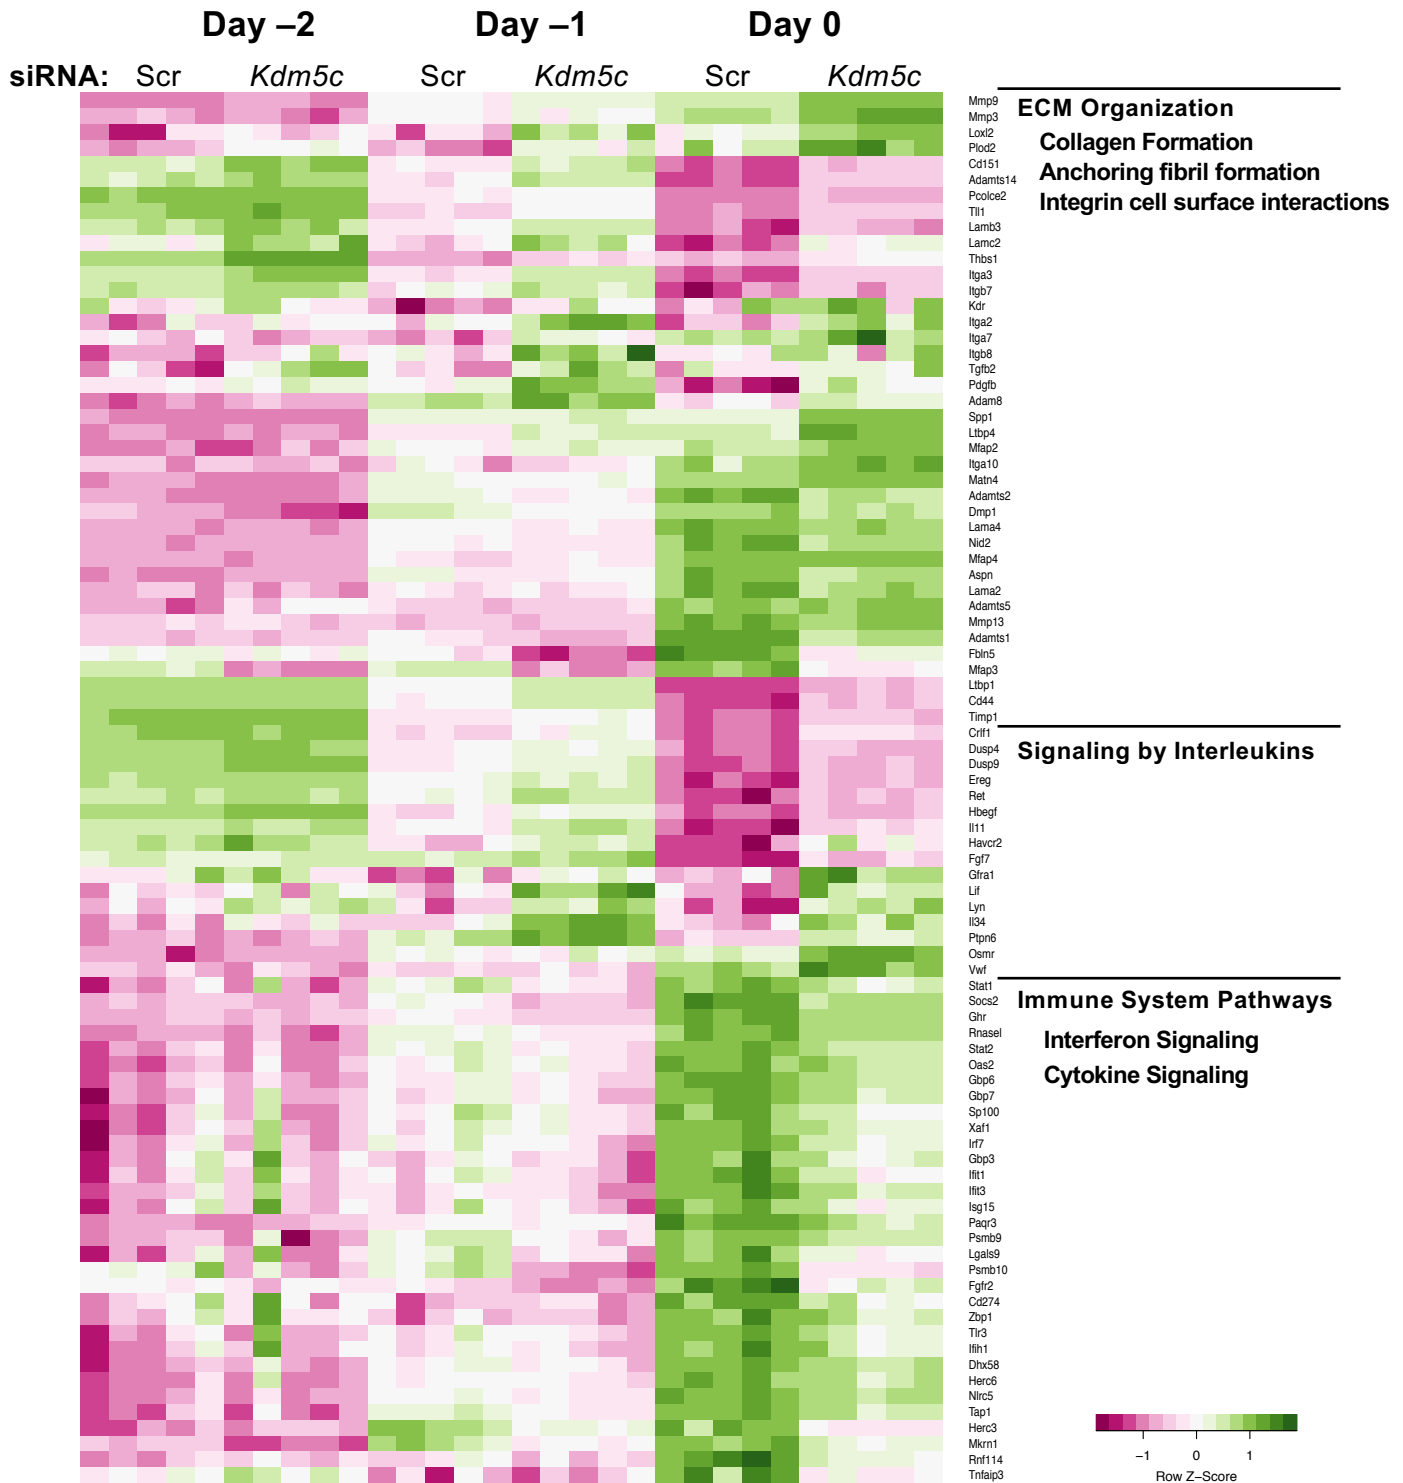 Day –2 Day –1 Day 0
siRNA: Scr Kdm5c Scr Kdm5c Scr Kdm5c
Mmp9
Mmp3
Loxl2
Plod2
Cd151
Adamts14
Pcolce2
Tll1
Lamb3
Lamc2
Thbs1
Itga3
Itgb7
Kdr
Itga2
Itga7
Itgb8
Tgfb2
Pdgfb
Adam8
Spp1
Ltbp4
Mfap2
Itga10
Matn4
Adamts2
Dmp1
Lama4
Nid2
Mfap4
Aspn
Lama2
Adamts5
Mmp13
Adamts1
Fbln5
Mfap3
Ltbp1
Cd44
Timp1
Crlf1
Dusp4
Dusp9
Ereg
Ret
Hbegf
Il11
Havcr2
Fgf7
Gfra1
Lif
Lyn
Il34
Ptpn6
Osmr
Vwf
Stat1
Socs2
Ghr
Rnasel
Stat2
Oas2
Gbp6
Gbp7
Sp100
Xaf1
Irf7
Gbp3
Ifit1
Ifit3
Isg15
Paqr3
Psmb9
Lgals9
Psmb10
Fgfr2
Cd274
Zbp1
Tlr3
Ifih1
Dhx58
Herc6
Nlrc5
Tap1
Herc3
Mkrn1
Rnf114
Tnfaip3
ECM Organization
Collagen Formation
Anchoring fibril formation
Integrin cell surface interactions
Signaling by Interleukins
Immune System Pathways
Interferon Signaling
Cytokine Signaling
−1 0 1
Row Z−Score